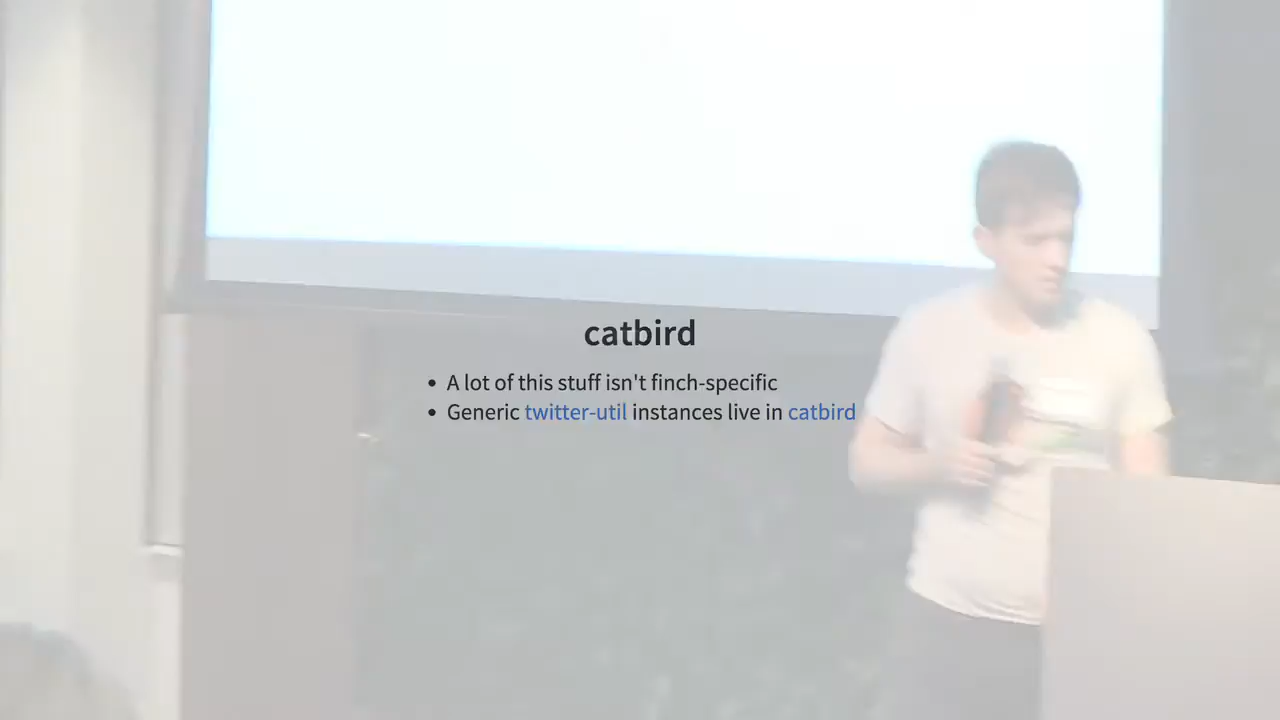 catbird
• A lot of this stuff isn't finch-specific
• Generic twitter-util instances live in catbird